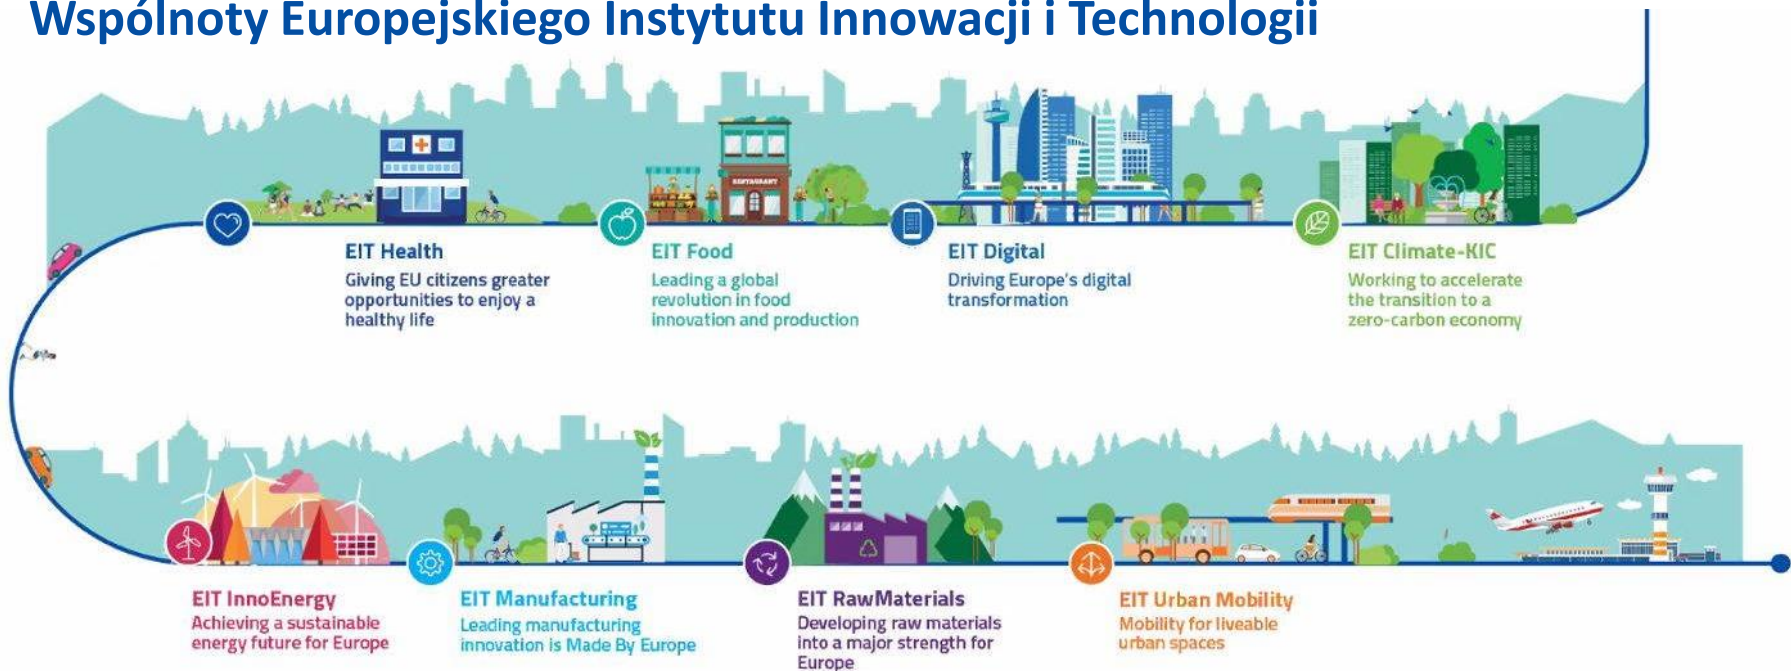 Wspólnoty Europejskiego Instytutu Innowacji i Technologii
RESTAURANT
EIT Health
Giving EU citizens greater
opportunities to enjoy a
healthy life
EIT Food
Leading a global
revolution in food
innovation and production
EIT Digital
Driving Europe's digital
transformation
EIT Climate-KIC
Working to accelerate
the transition to a
zero-carbon economy
EIT InnoEnergy
Achieving a sustainable
energy future for Europe
EIT Manufacturing
Leading manufacturing
innovation is Made By Europe
EIT RawMaterials
Developing raw materials
into a major strength for
Europe
EIT Urban Mobility
Mobility for liveable
urban spaces